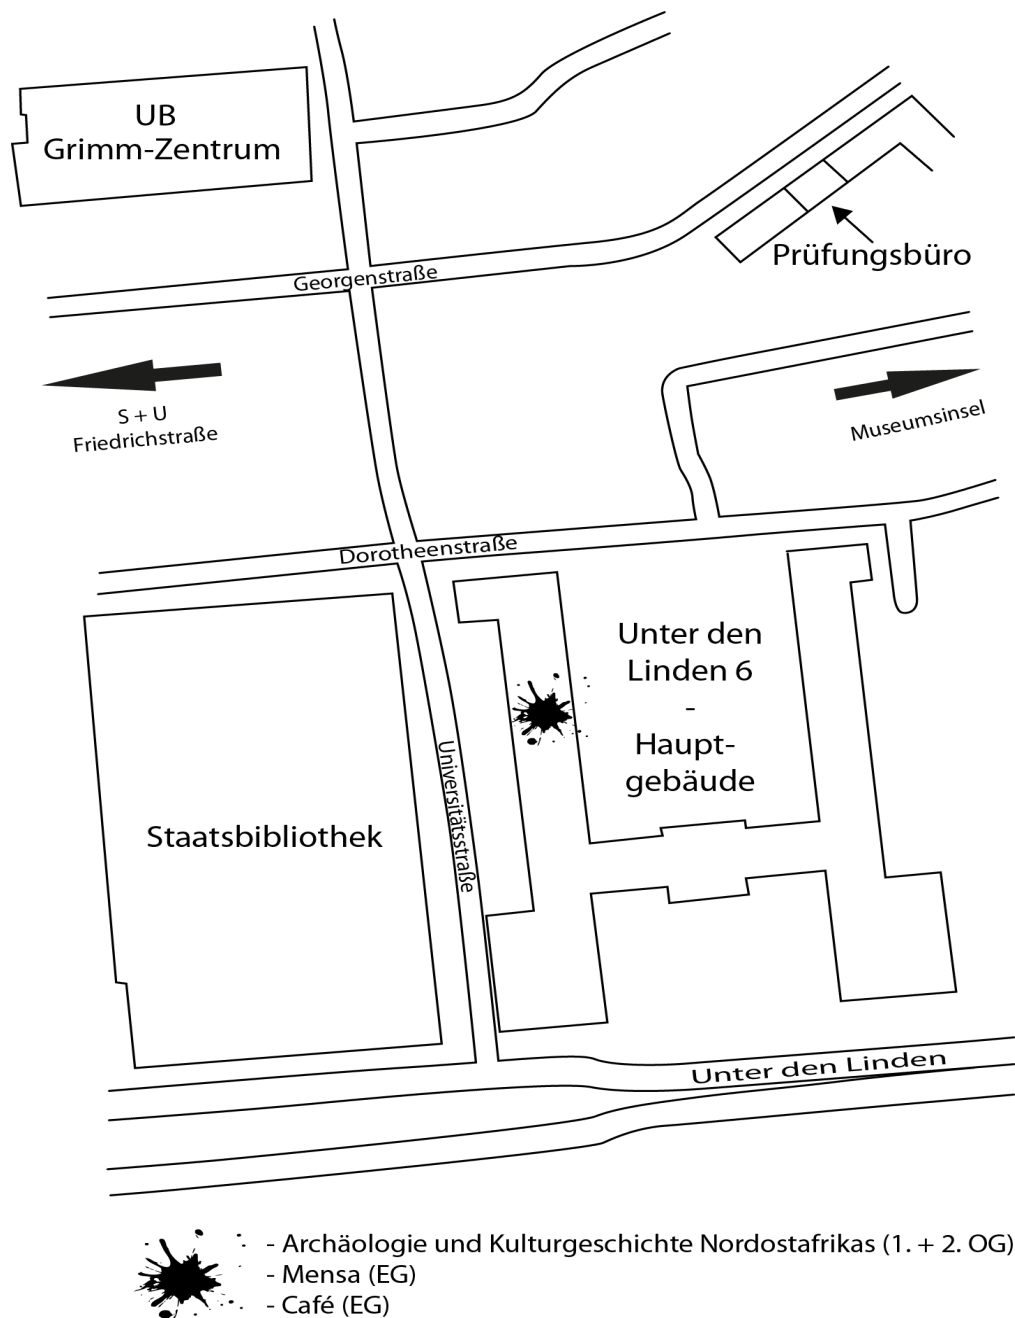 UB
Grimm-Zentrum
Prüfungsbüro
Georgenstraße
S + U
Friedrichstraße
Museumsinsel
Dorotheenstraße
Unter den
Linden 6
-
Haupt-
gebäude
Universitätsstraße
Staatsbibliothek
Unter den Linden
- Archäologie und Kulturgeschichte Nordostafrikas (1. + 2. OG)
- Mensa (EG)
- Café (EG)